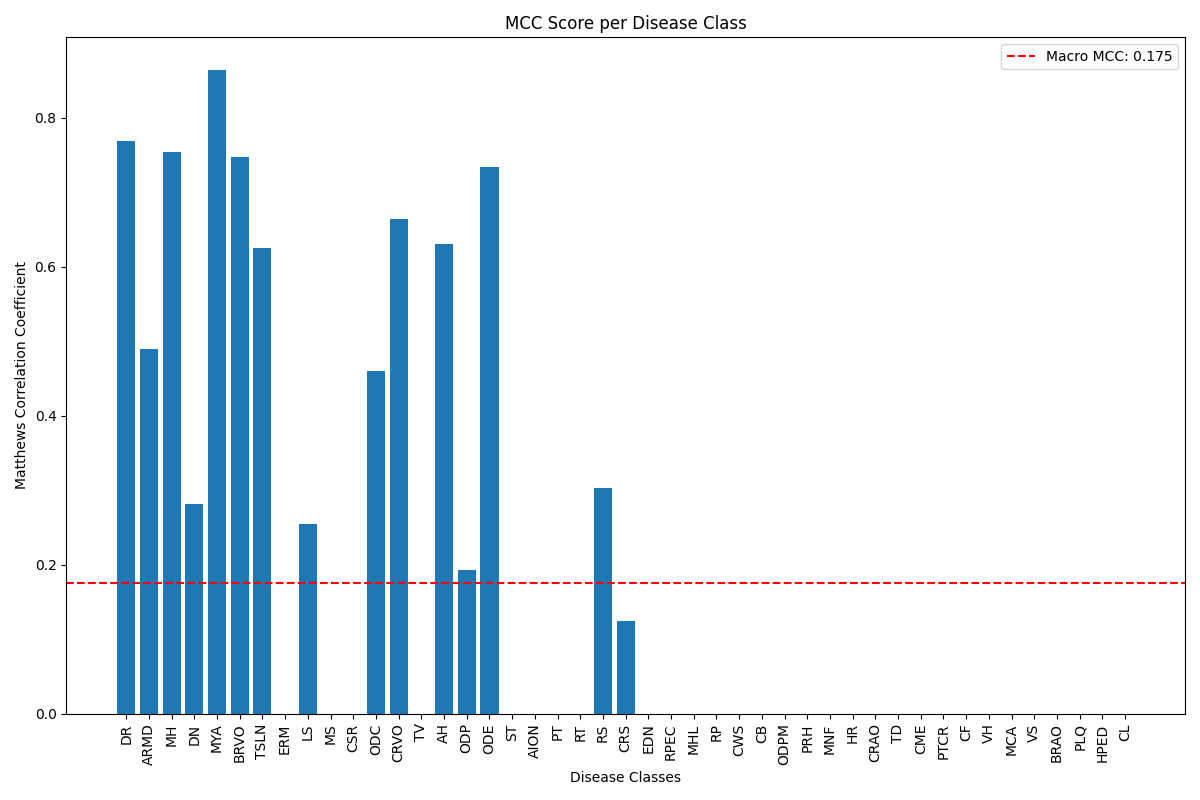 MCC Score per Disease Class
Macro MCC: 0.175
Matthews Correlation Coefficient
0.8
0.6
0.4
0.2
0.0
DR
ARMD
MH
DN
MYA
BRVO
TSLN
ERM
LS
MS
CSR
ODC
CRVO
TV
AH
ODP
ODE
ST
AION
PT
RT
RS
CRS
EDN
RPEC
MHL
RP
CWS
CB
ODPM
PRH
MNF
HR
CRAO
TD
CME
PTCR
CF
VH
MCA
VS
BRAO
PLQ
HPED
CL
Disease Classes